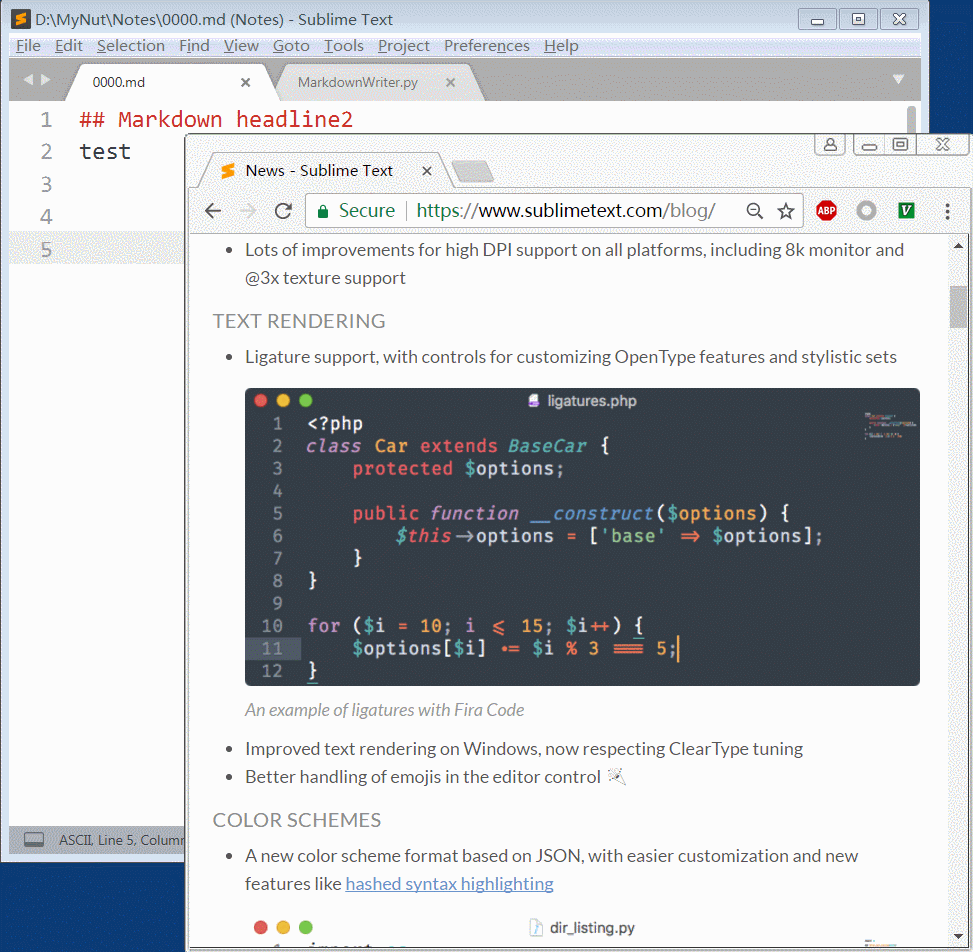 D:\MyNut\Notes\0000.md (Notes) - Sublime Text
File Edit Selection Find View Goto Tools Project Preferences Help
0000.md MarkdownWriter.py
1 ## Markdown headline2
2 test
3
4
5
News - Sublime Text
Secure https://www.sublimetext.com/blog/ ABP V
• Lots of improvements for high DPI support on all platforms, including 8k monitor and
@3x texture support
TEXT RENDERING
• Ligature support, with controls for customizing OpenType features and stylistic sets
ligatures.php
1 <?php
2 class Car extends BaseCar {
3 protected $options;
4
5 public function __construct($options) {
6 $this→options = ['base' ⇒ $options];
7 }
8 }
9
10 for ($i = 10; i ⩽ 15; $i++) {
11 $options[$i] •= $i % 3 ≡ 5;
12 }
An example of ligatures with Fira Code
• Improved text rendering on Windows, now respecting ClearType tuning
• Better handling of emojis in the editor control
COLOR SCHEMES
• A new color scheme format based on JSON, with easier customization and new
features like hashed syntax highlighting
dir_listing.py
ASCII, Line 5, Column